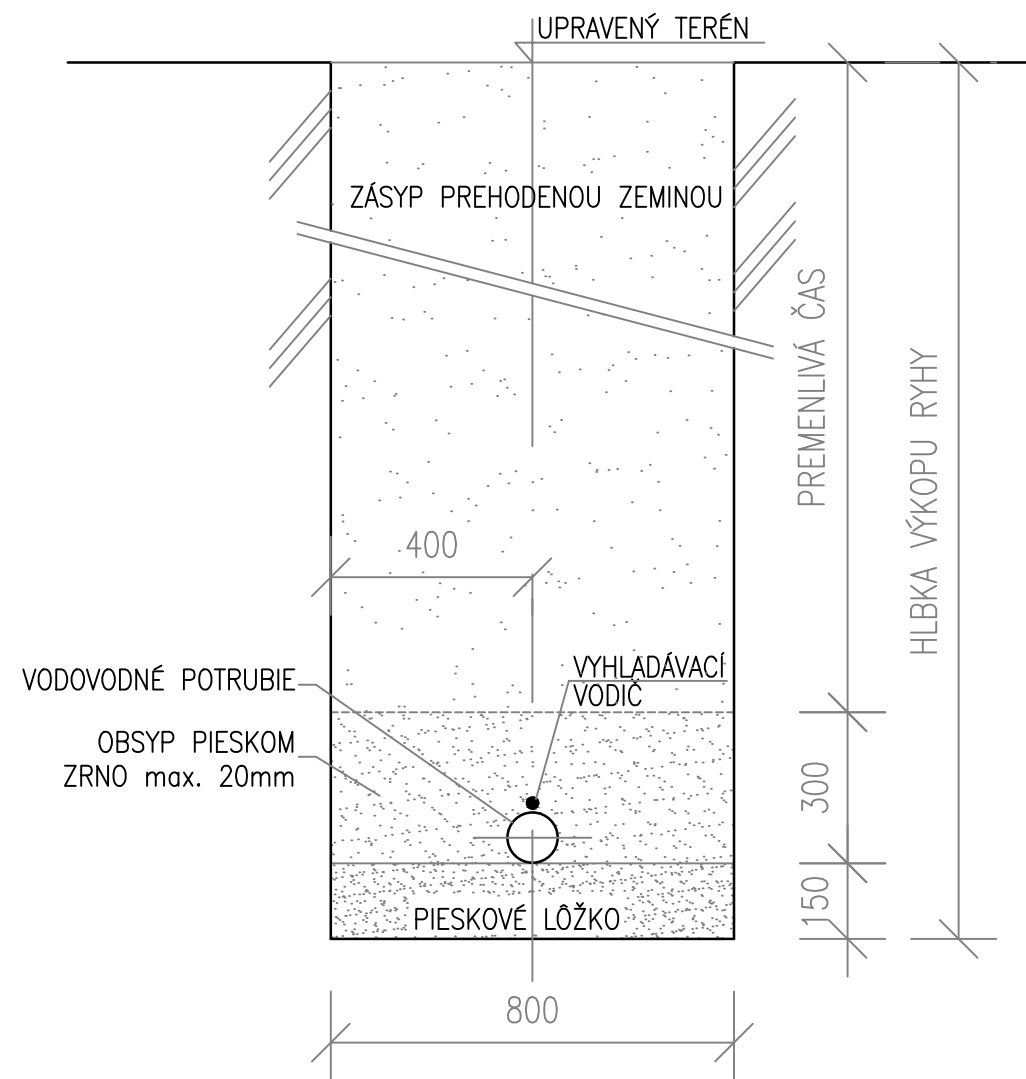 UPRAVENÝ TERÉN
ZÁSYP PREHODENOU ZEMINOU
PREMENLIVÁ ČAS
HLBKA VÝKOPU RYHY
400
VODOVODNÉ POTRUBIE
VYHLADÁVACÍ
VODIČ
OBSYP PIESKOM
ZRNO max. 20mm
300
150
PIESKOVÉ LÔŽKO
800